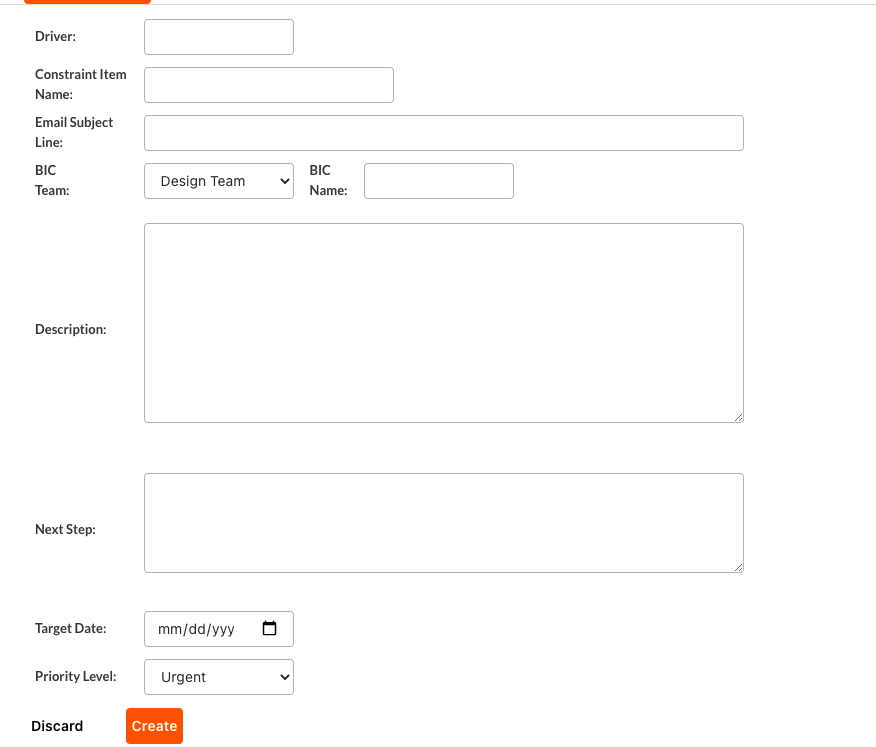 Driver:
Constraint Item
Name:
Email Subject
Line:
BIC
Team:
Design Team
BIC
Name:
Description:
Next Step:
Target Date:
mm/dd/yyy
Priority Level:
Urgent
Discard
Create